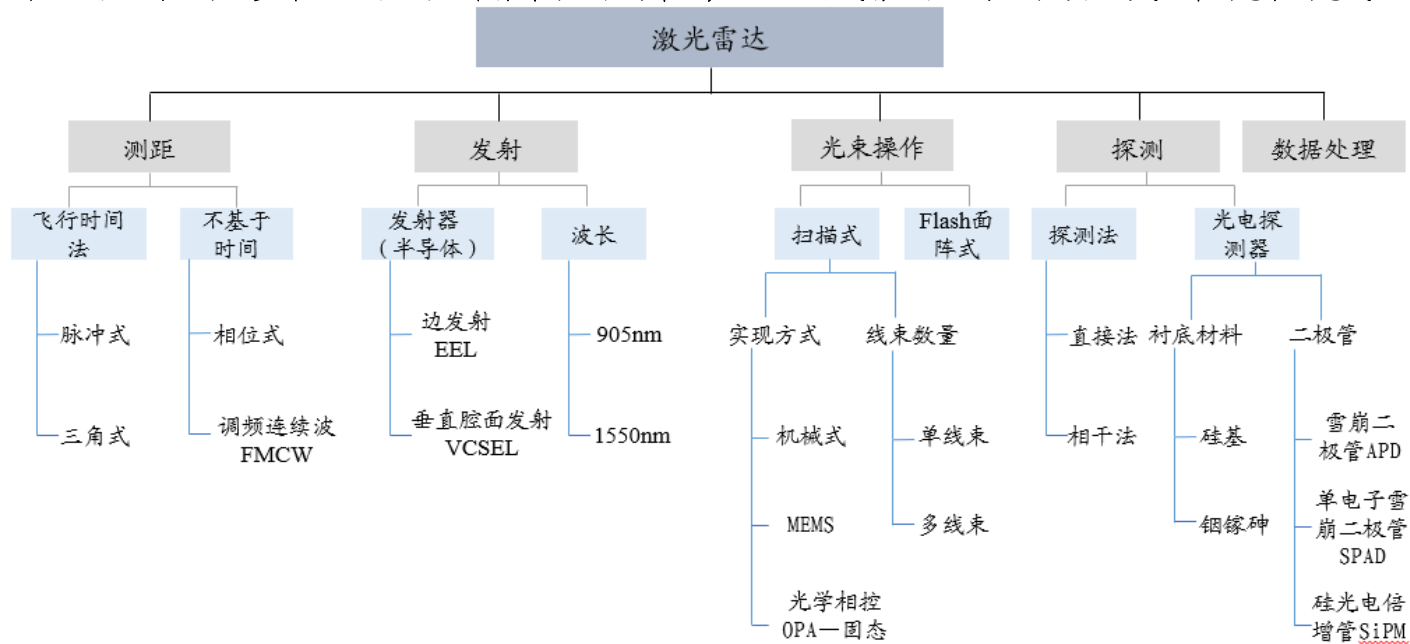 激光雷达
测距
发射
光束操作
探测
数据处理
飞行时间
法
不基于
时间
发射器
（半导体）
波长
扫描式
Flash面
阵式
探测法
光电探
测器
脉冲式
相位式
边发射
EEL
905nm
实现方式
线束数量
直接法
衬底材料
二极管
三角式
调频连续波
FMCW
垂直腔面发射
VCSEL
1550nm
机械式
单线束
相干法
硅基
雪崩二
极管APD
MEMS
多线束
铟镓砷
单电子雪
崩二极管
SPAD
光学相控
OPA—固态
硅光电倍
增管SiPM